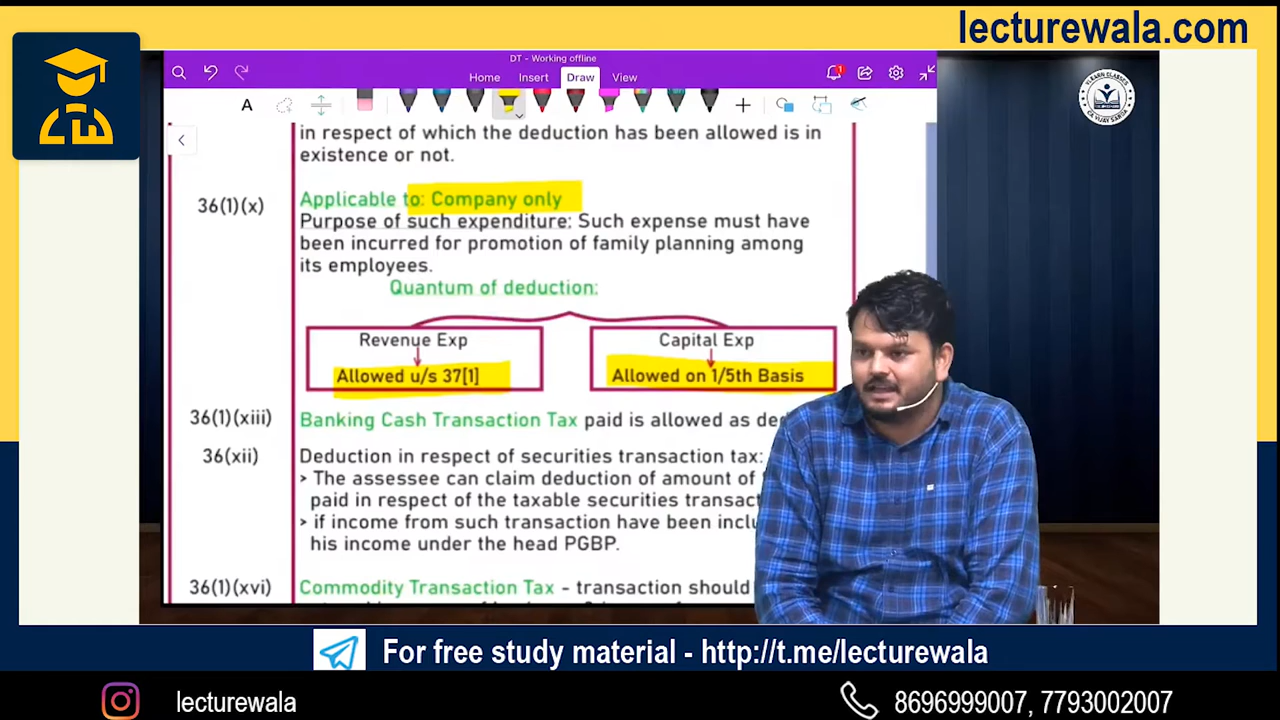 lecturewala.com
DT - Working offline
Home Insert Draw View
1
A
in respect of which the deduction has been allowed is in
existence or not.
36(1)(x)
Applicable to: Company only
Purpose of such expenditure: Such expense must have
been incurred for promotion of family planning among
its employees.
Quantum of deduction:
Revenue Exp
Allowed u/s 37[1]
Capital Exp
Allowed on 1/5th Basis
36(1)(xiii)
Banking Cash Transaction Tax paid is allowed as de
36(xii)
Deduction in respect of securities transaction tax:
> The assessee can claim deduction of amount of
paid in respect of the taxable securities transact
> if income from such transaction have been inclu
his income under the head PGBP.
36(1)(xvi)
Commodity Transaction Tax - transaction should
CA VIJAY SARDA
For free study material - http://t.me/lecturewala
lecturewala
8696999007, 7793002007